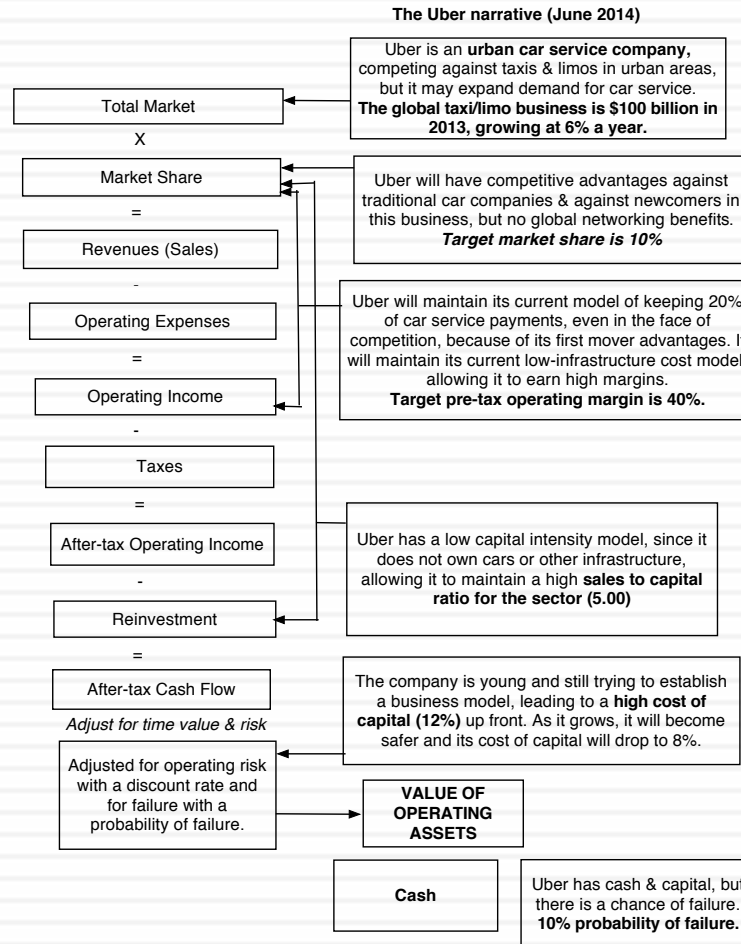 The Uber narrative (June 2014)
Uber is an urban car service company,
competing against taxis & limos in urban areas,
but it may expand demand for car service.
The global taxi/limo business is $100 billion in
2013, growing at 6% a year.
Total Market
X
Market Share
Uber will have competitive advantages against
traditional car companies & against newcomers in
this business, but no global networking benefits.
Target market share is 10%
=
Revenues (Sales)
-
Operating Expenses
Uber will maintain its current model of keeping 20%
of car service payments, even in the face of
competition, because of its first mover advantages. I
will maintain its current low-infrastructure cost model
allowing it to earn high margins.
Target pre-tax operating margin is 40%.
=
Operating Income
-
Taxes
=
After-tax Operating Income
Uber has a low capital intensity model, since it
does not own cars or other infrastructure,
allowing it to maintain a high sales to capital
ratio for the sector (5.00)
-
Reinvestment
=
After-tax Cash Flow
The company is young and still trying to establish
a business model, leading to a high cost of
capital (12%) up front. As it grows, it will become
safer and its cost of capital will drop to 8%.
Adjust for time value & risk
Adjusted for operating risk
with a discount rate and
for failure with a
probability of failure.
VALUE OF
OPERATING
ASSETS
Cash
Uber has cash & capital, but
there is a chance of failure.
10% probability of failure.